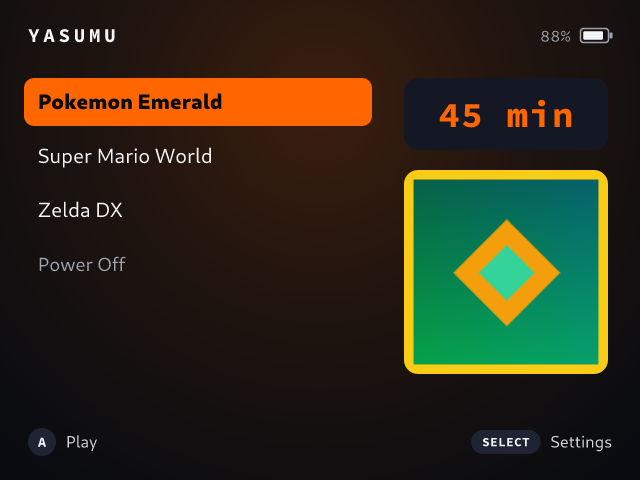 YASUMU
88%
Pokemon Emerald
45 min
Super Mario World
Zelda DX
Power Off
A Play
SELECT Settings